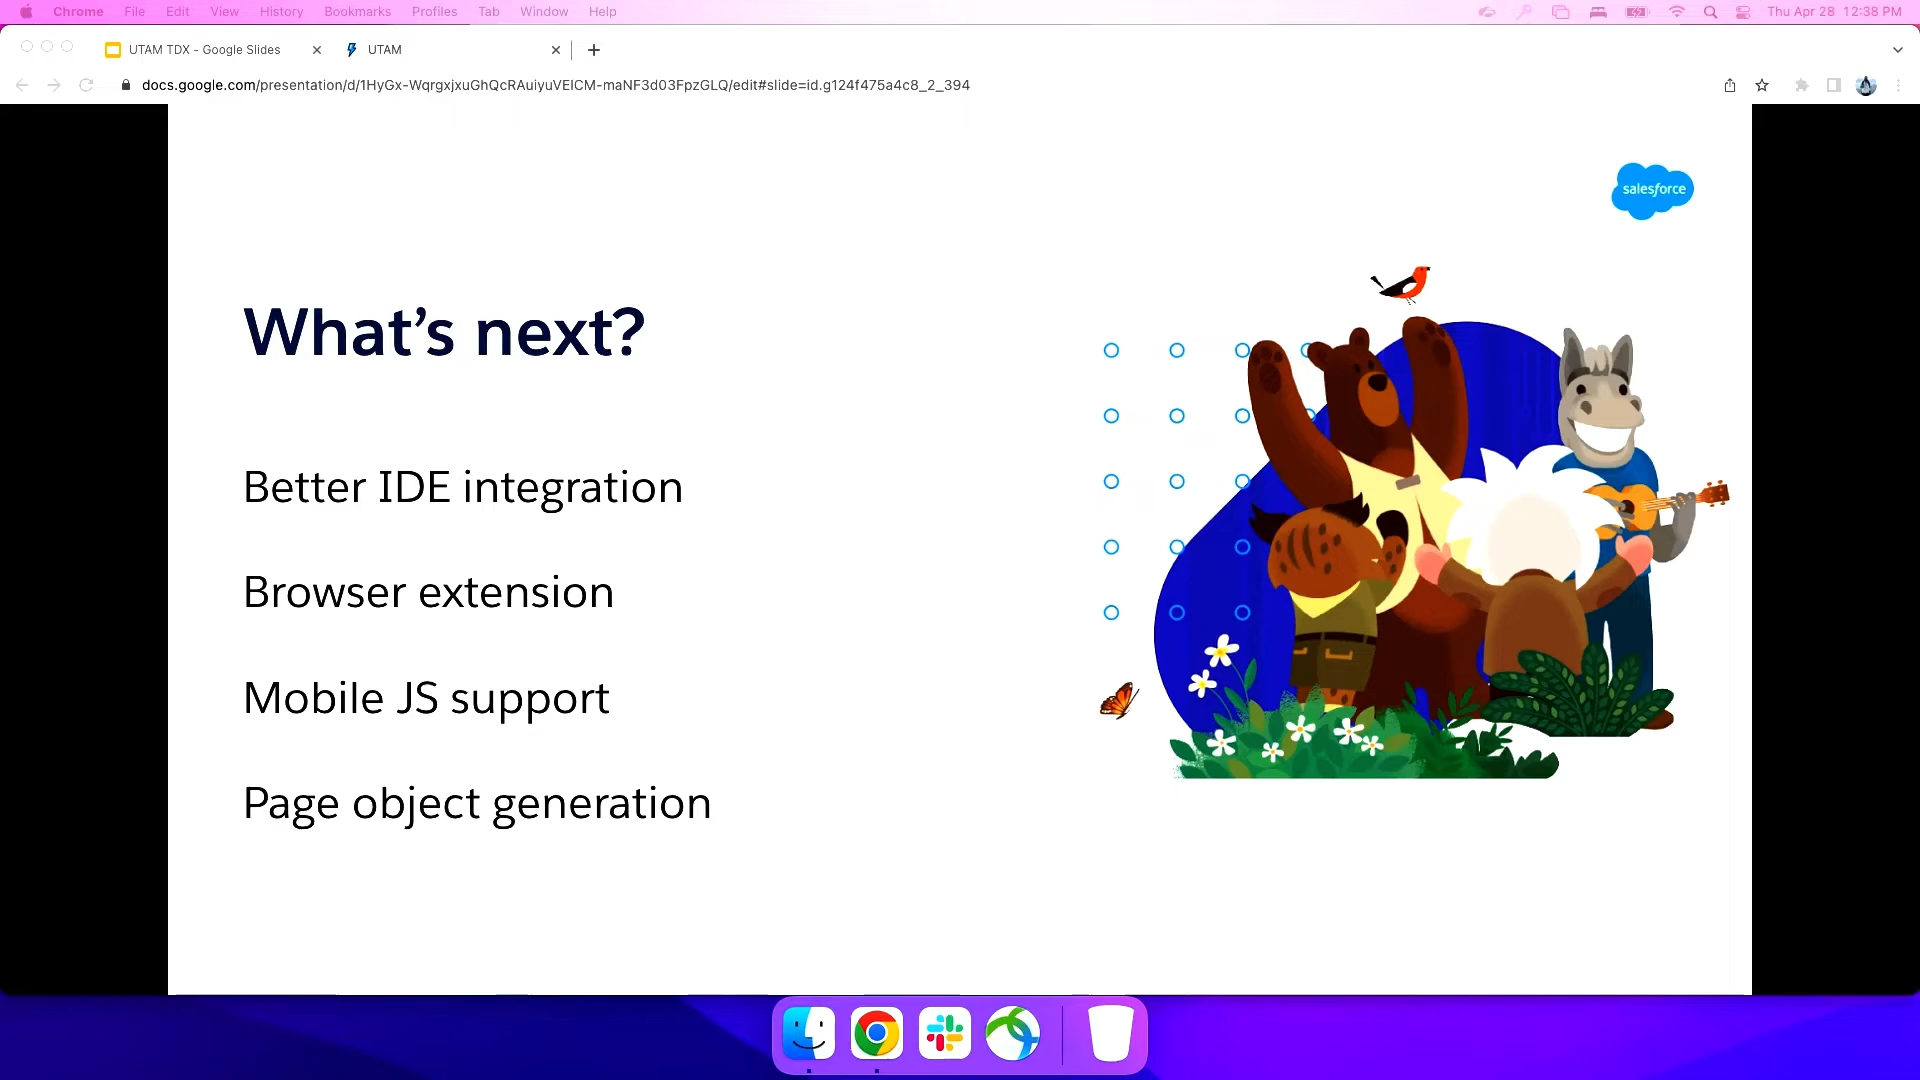 Chrome File Edit View History Bookmarks Profiles Tab Window Help Thu Apr 28 12:38 PM
UTAM TDX - Google Slides UTAM
docs.google.com/presentation/d/1HyGx-WqrgxjxuGhQcRAuiyuVEICM-maNF3d03FpzGLQ/edit#slide=id.g124f475a4c8_2_394
salesforce
What's next?
Better IDE integration
Browser extension
Mobile JS support
Page object generation